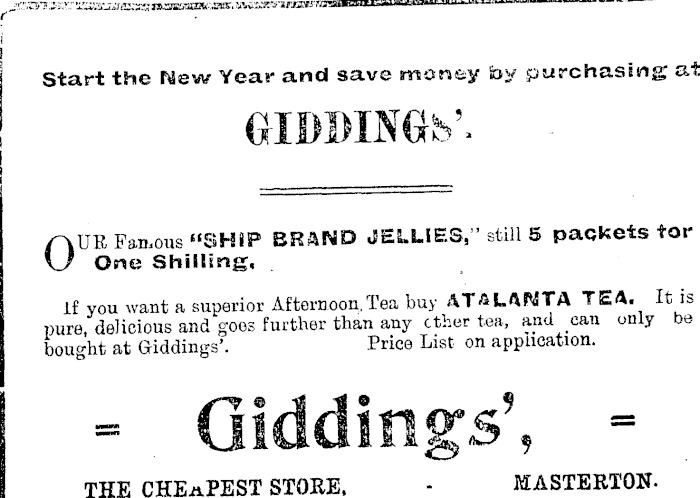 Start the New Year and save money by purchasing at
GIDDINGS'.
OUR Famous "SHIP BRAND JELLIES," still 5 packets for
One Shilling.
If you want a superior Afternoon Tea buy ATALANTA TEA. It is
pure, delicious and goes further than any other tea, and can only be
bought at Giddings'. Price List on application.
= Giddings', =
THE CHEAPEST STORE, - MASTERTON.